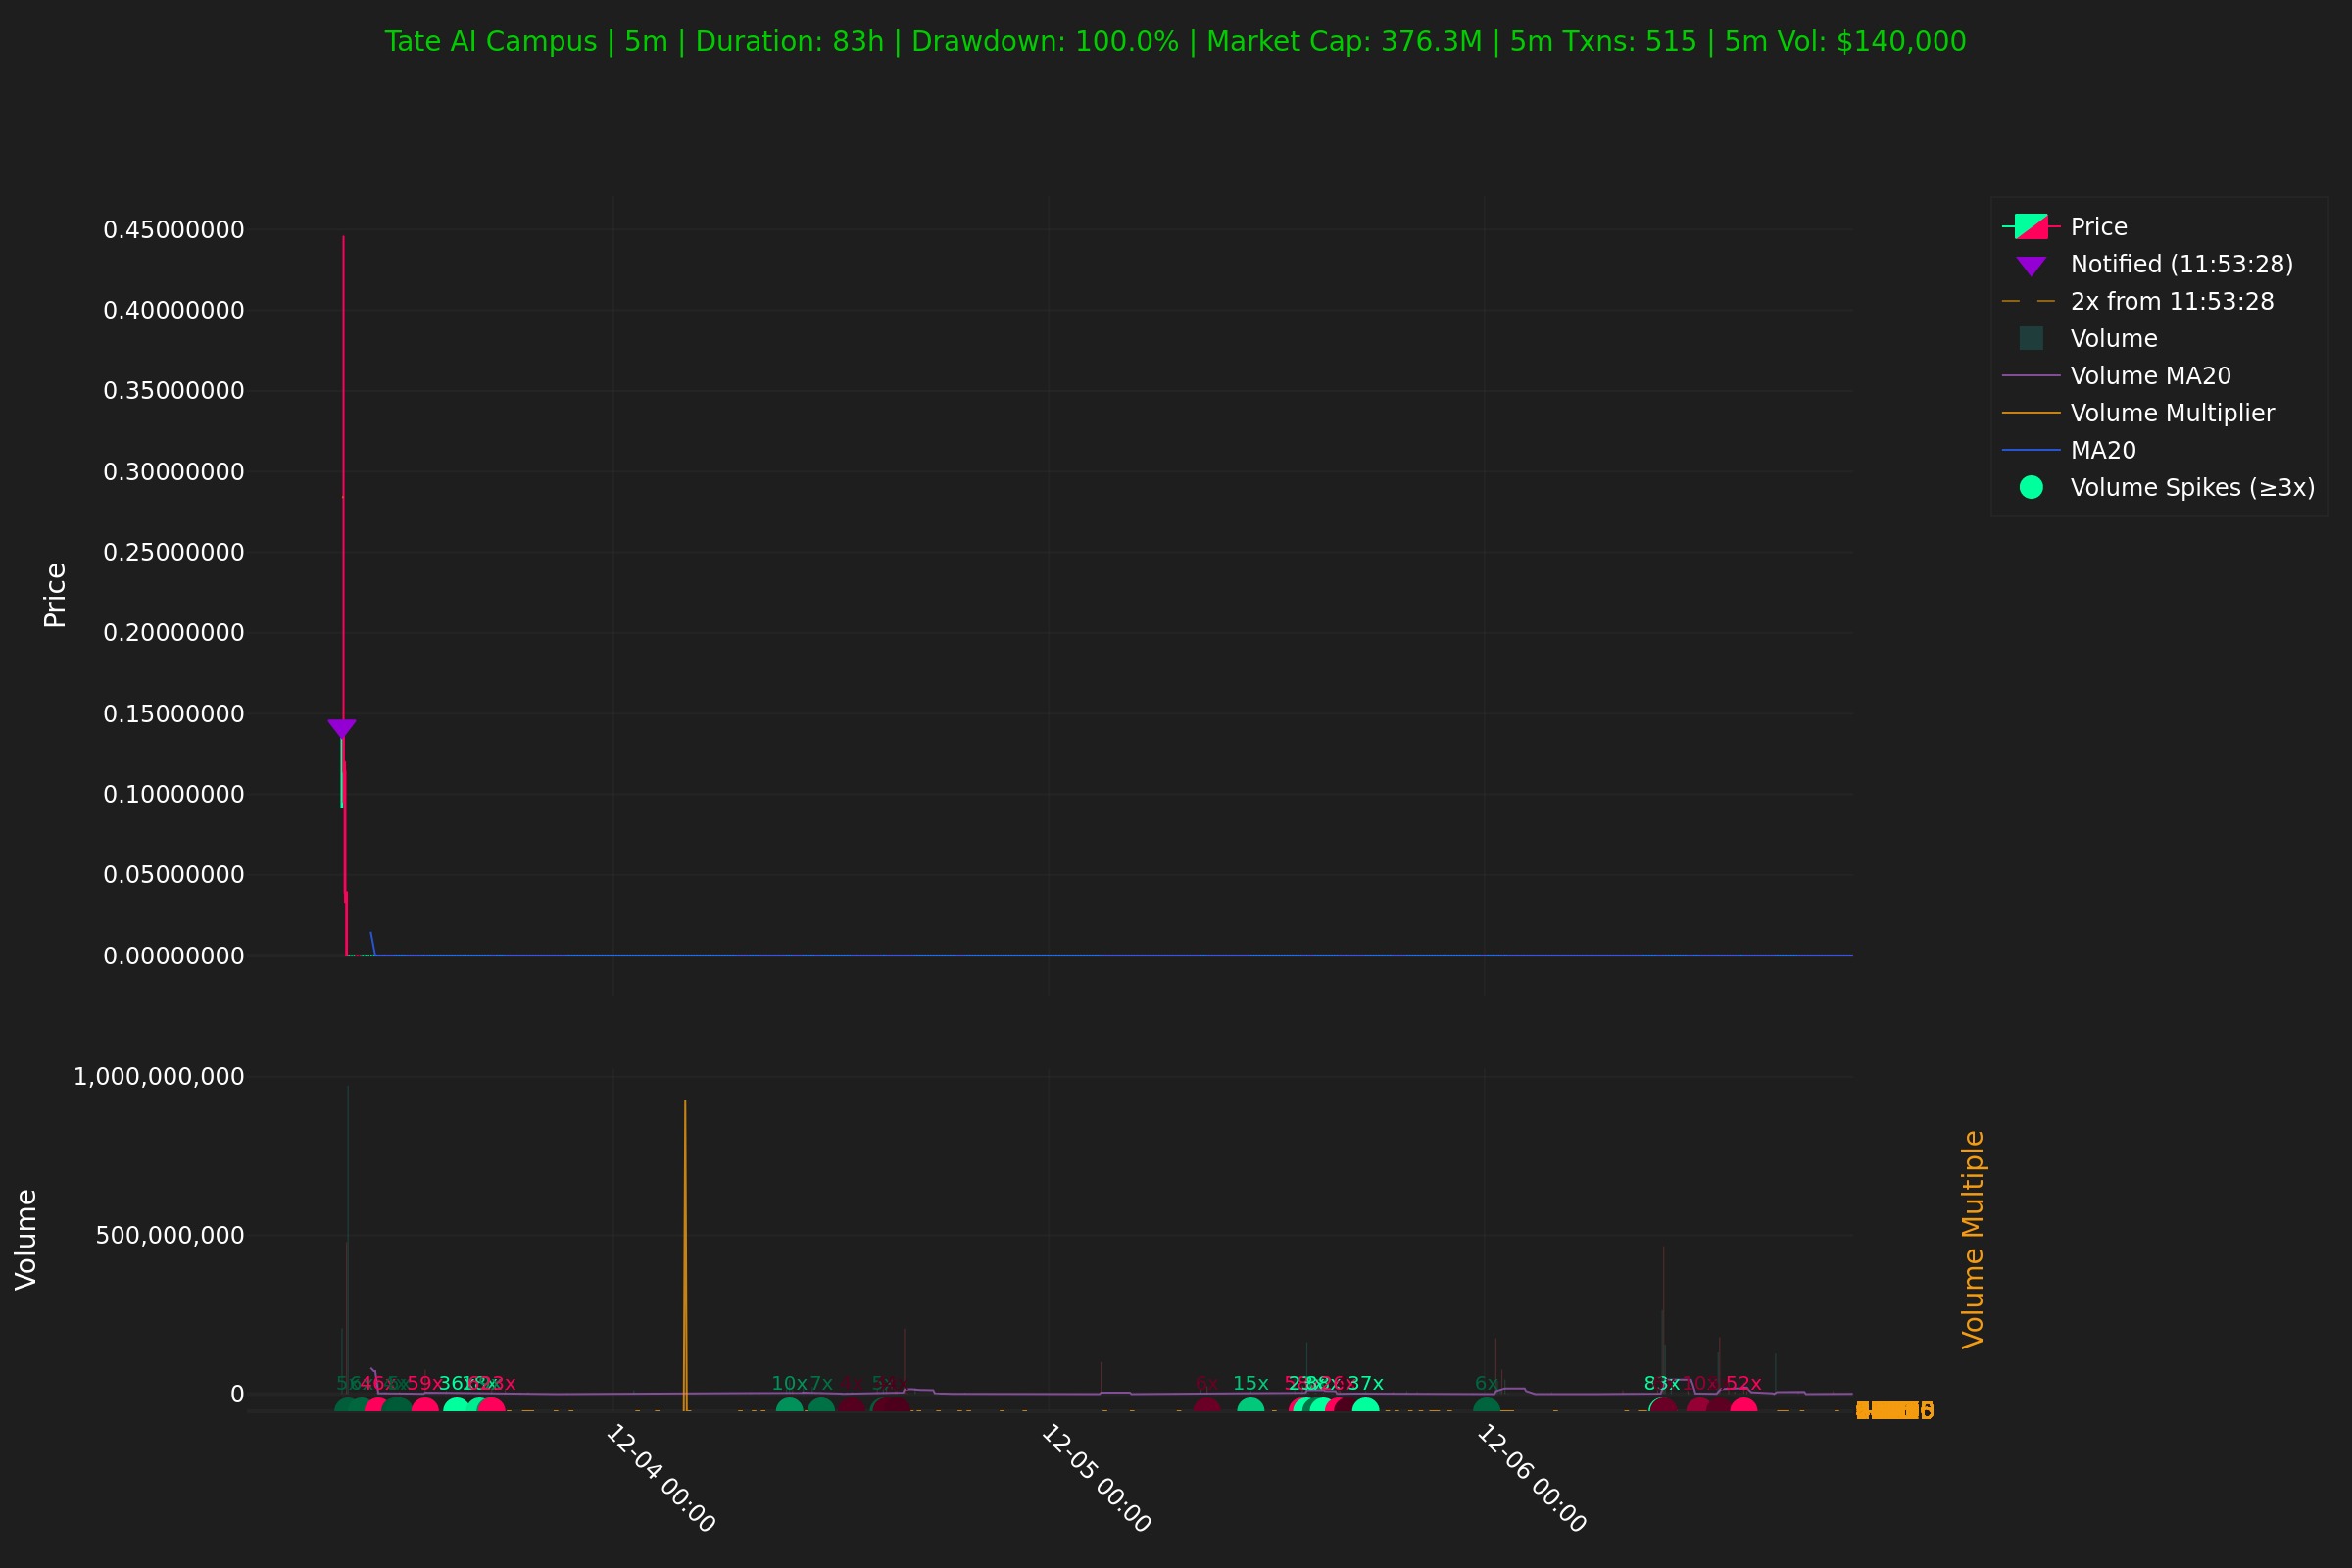 Tate AI Campus | 5m | Duration: 83h | Drawdown: 100.0% | Market Cap: 376.3M | 5m Txns: 515 | 5m Vol: $140,000
Price
0.45000000
0.40000000
0.35000000
0.30000000
0.25000000
0.20000000
0.15000000
0.10000000
0.05000000
0.00000000
Price
Notified (11:53:28)
2x from 11:53:28
Volume
Volume MA20
Volume Multiplier
MA20
Volume Spikes (≥3x)
Volume
1,000,000,000
500,000,000
0
59x
10x
7x
6x
15x
37x
6x
83x
10x
52x
Volume Multiple
12-04 00:00
12-05 00:00
12-06 00:00